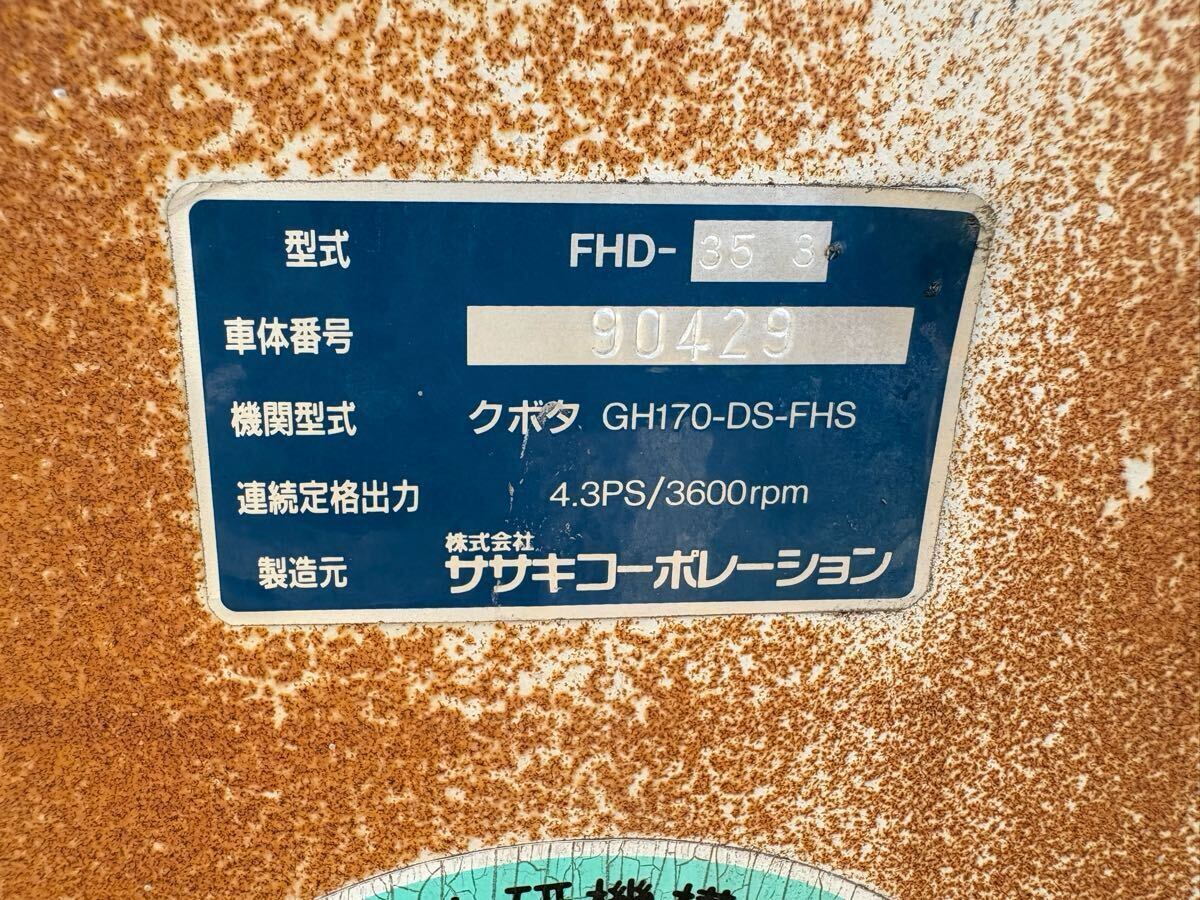 型式 FHD- 35 3
車体番号 90429
機関型式 クボタ GH170-DS-FHS
連続定格出力 4.3PS/3600rpm
製造元 株式会社 ササキコーポレーション